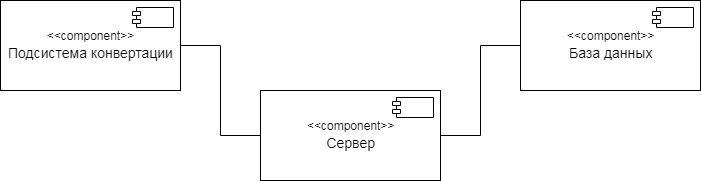 <<component>>
Подсистема конвертации
<<component>>
База данных
<<component>>
Сервер